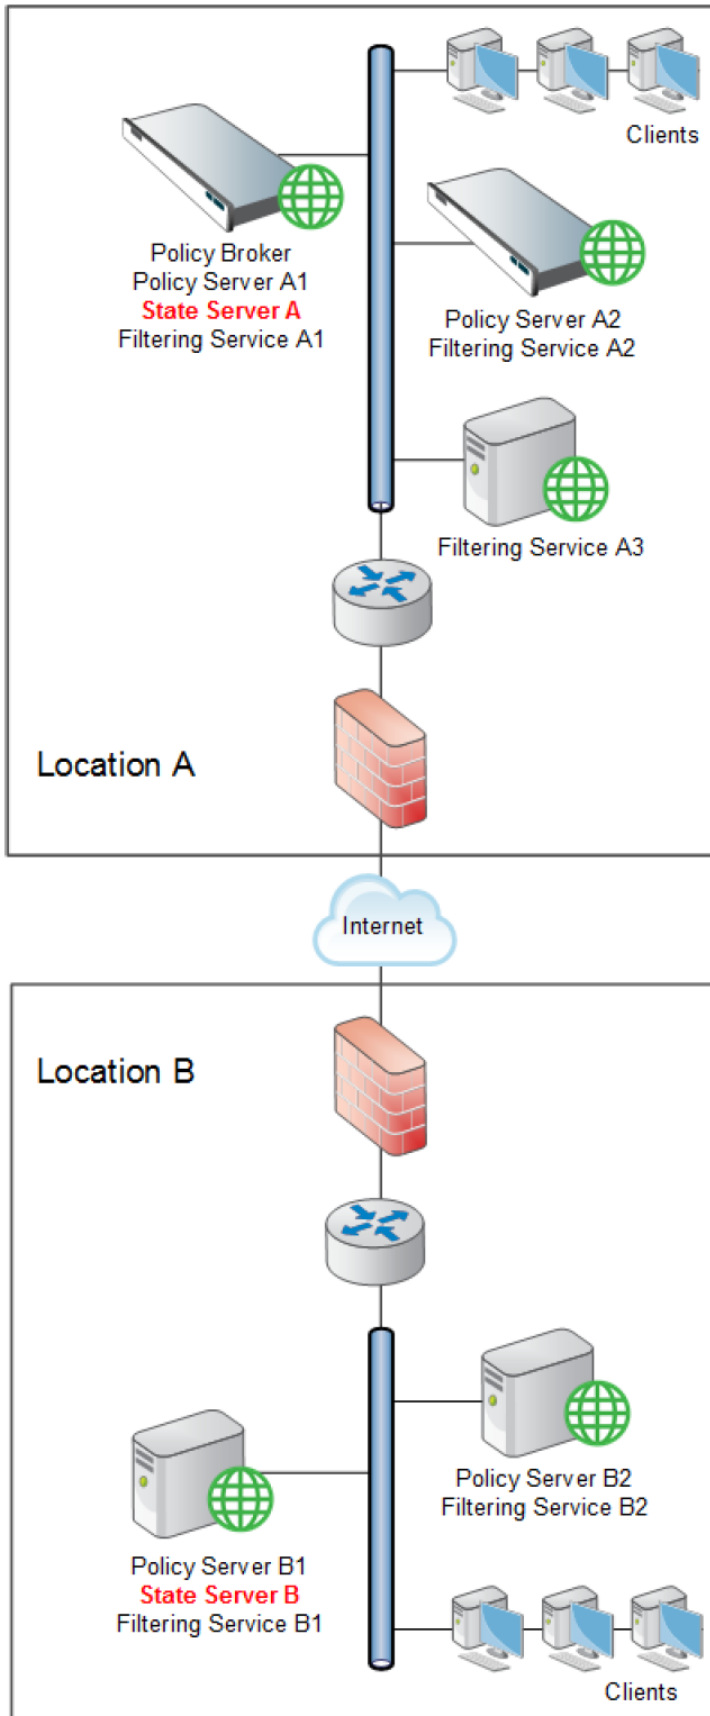 Clients
Policy Broker
Policy Server A1
State Server A
Filtering Service A1
Policy Server A2
Filtering Service A2
Filtering Service A3
Location A
Internet
Location B
Policy Server B2
Filtering Service B2
Policy Server B1
State Server B
Filtering Service B1
Clients